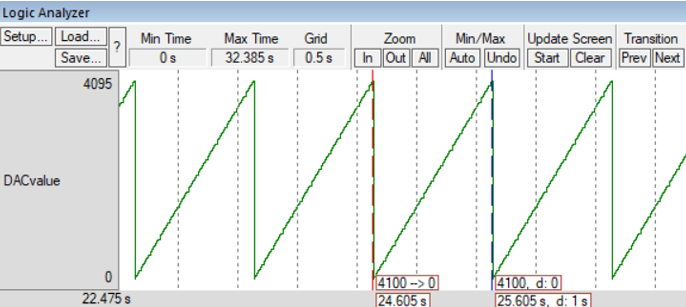 Logic Analyzer
Setup... Load... ? Min Time Max Time Grid Zoom Min/Max Update Screen Transition
Save... 0 s 32.385 s 0.5 s In Out All Auto Undo Start Clear Prev Next
4095
DACvalue
0
4100 --> 0 4100, d: 0
22.475 s 24.605 s 25.605 s, d: 1 s